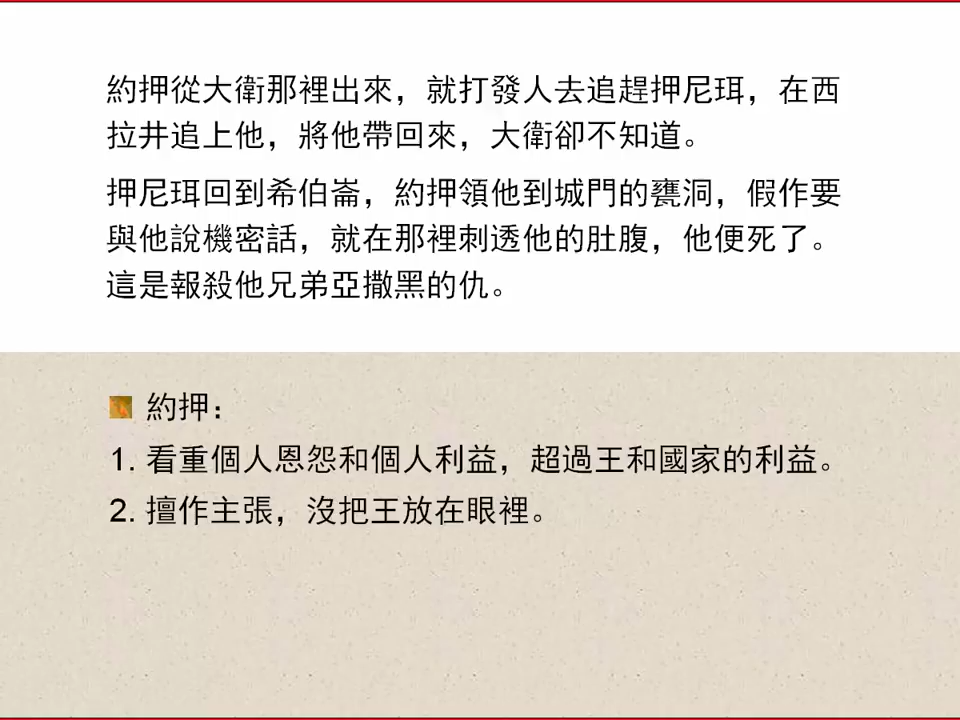 約押從大衛那裡出來，就打發人去追趕押尼珥，在西
拉井追上他，將他帶回來，大衛卻不知道。
押尼珥回到希伯崙，約押領他到城門的甕洞，假作要
與他說機密話，就在那裡刺透他的肚腹，他便死了。
這是報殺他兄弟亞撒黑的仇。
約押：
1. 看重個人恩怨和個人利益，超過王和國家的利益。
2. 擅作主張，沒把王放在眼裡。